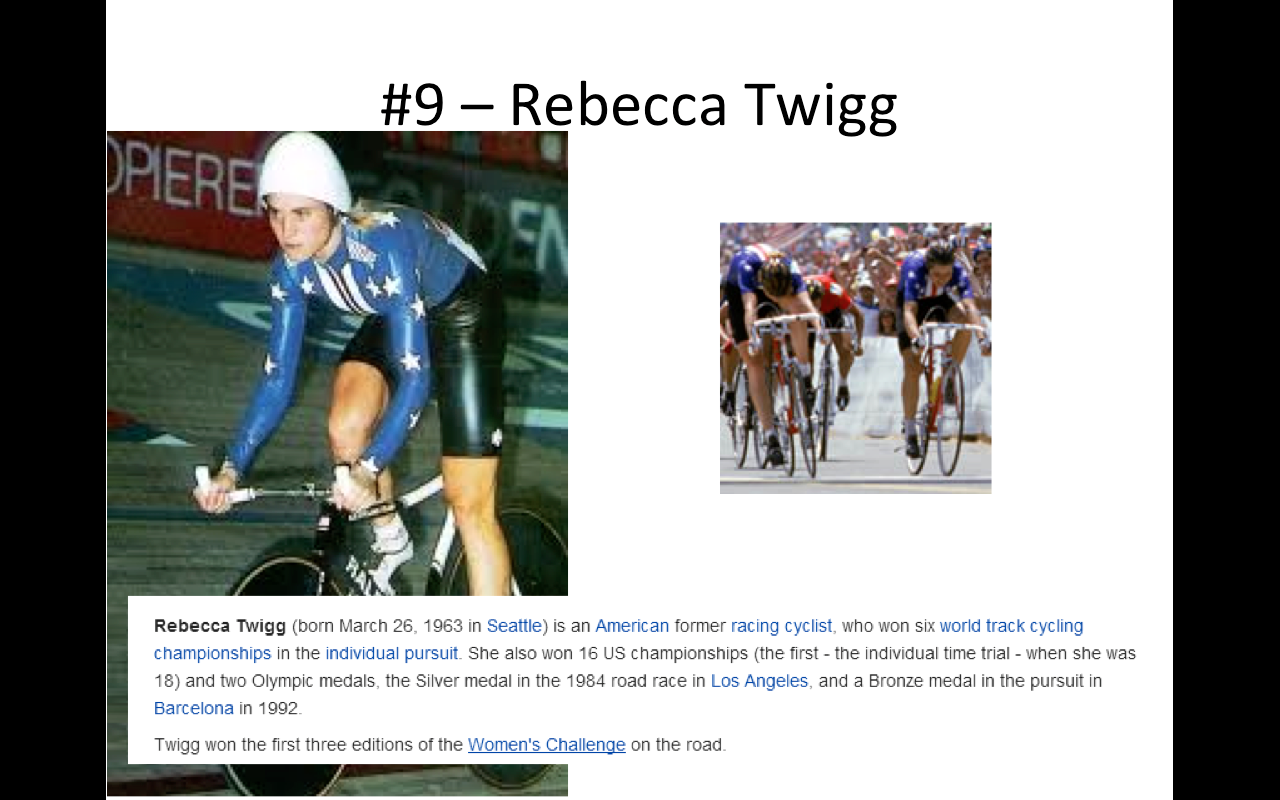 #9 – Rebecca Twigg
OPIERE
Rebecca Twigg (born March 26, 1963 in Seattle) is an American former racing cyclist, who won six world track cycling
championships in the individual pursuit. She also won 16 US championships (the first - the individual time trial - when she was
18) and two Olympic medals, the Silver medal in the 1984 road race in Los Angeles, and a Bronze medal in the pursuit in
Barcelona in 1992.
Twigg won the first three editions of the Women's Challenge on the road.